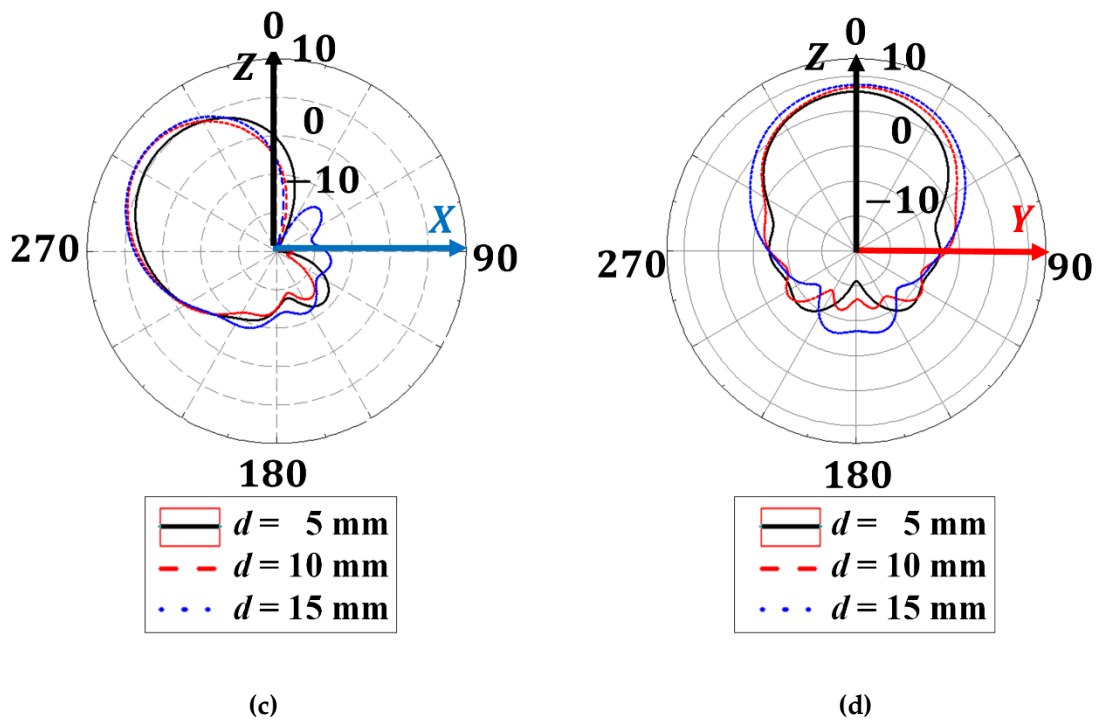 0
Z
10
0
−10
X
270
90
180
d = 5 mm
d = 10 mm
d = 15 mm
(c)
0
Z
10
0
−10
Y
270
90
180
d = 5 mm
d = 10 mm
d = 15 mm
(d)